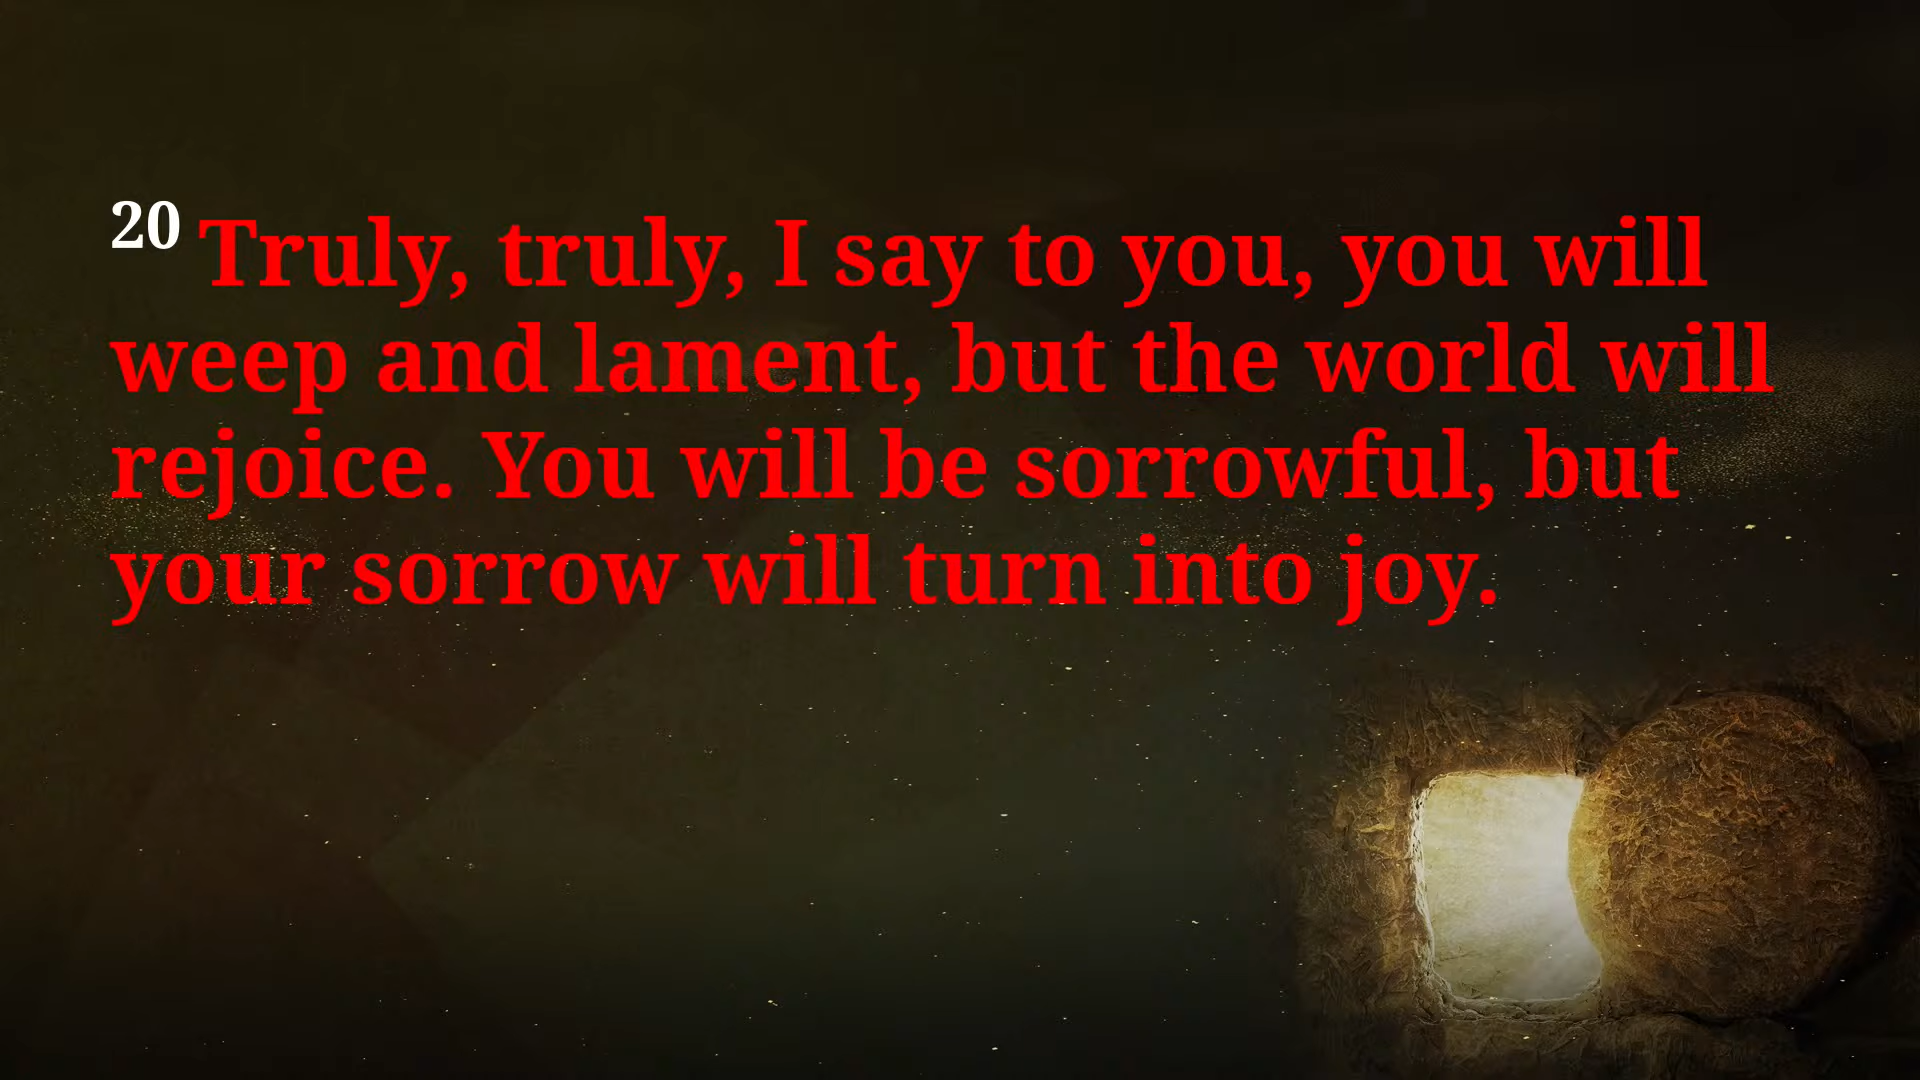 20 Truly, truly, I say to you, you will
weep and lament, but the world will
rejoice. You will be sorrowful, but
your sorrow will turn into joy.